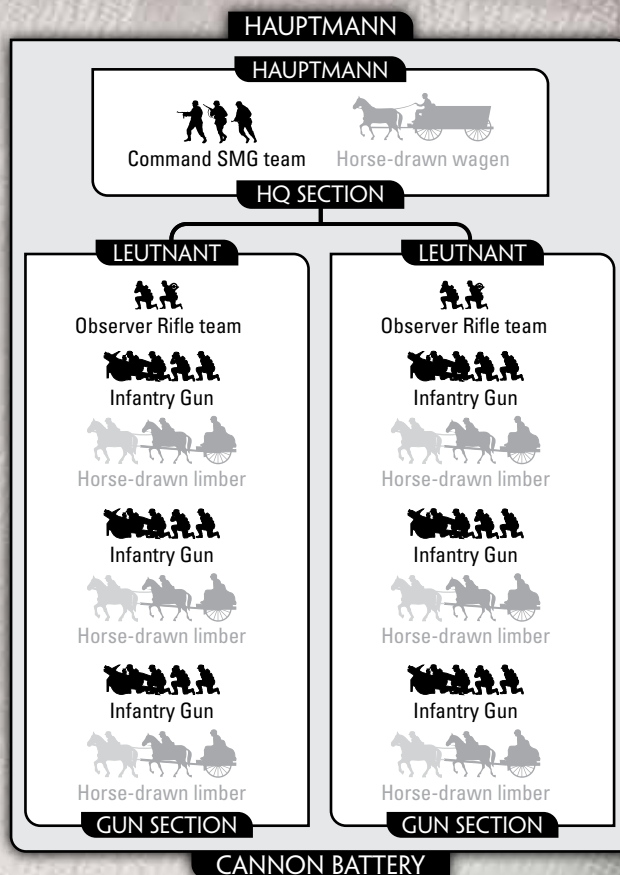 HAUPTMANN
HAUPTMANN
Command SMG team
Horse-drawn wagen
HQ SECTION
LEUTNANT
Observer Rifle team
Infantry Gun
Horse-drawn limber
Infantry Gun
Horse-drawn limber
Infantry Gun
Horse-drawn limber
GUN SECTION
LEUTNANT
Observer Rifle team
Infantry Gun
Horse-drawn limber
Infantry Gun
Horse-drawn limber
Infantry Gun
Horse-drawn limber
GUN SECTION
CANNON BATTERY